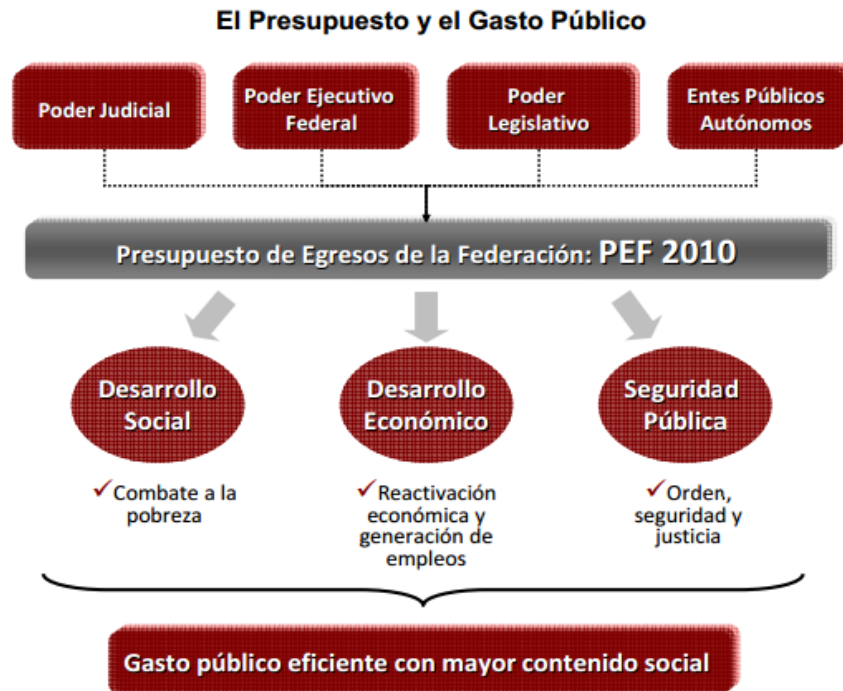 El Presupuesto y el Gasto Público
Poder Judicial
Poder Ejecutivo
Federal
Poder
Legislativo
Entes Públicos
Autónomos
Presupuesto de Egresos de la Federación: PEF 2010
Desarrollo
Social
Desarrollo
Económico
Seguridad
Pública
✓Combate a la
pobreza
✓Reactivación
económica y
generación de
empleos
✓Orden,
seguridad y
justicia
Gasto público eficiente con mayor contenido social